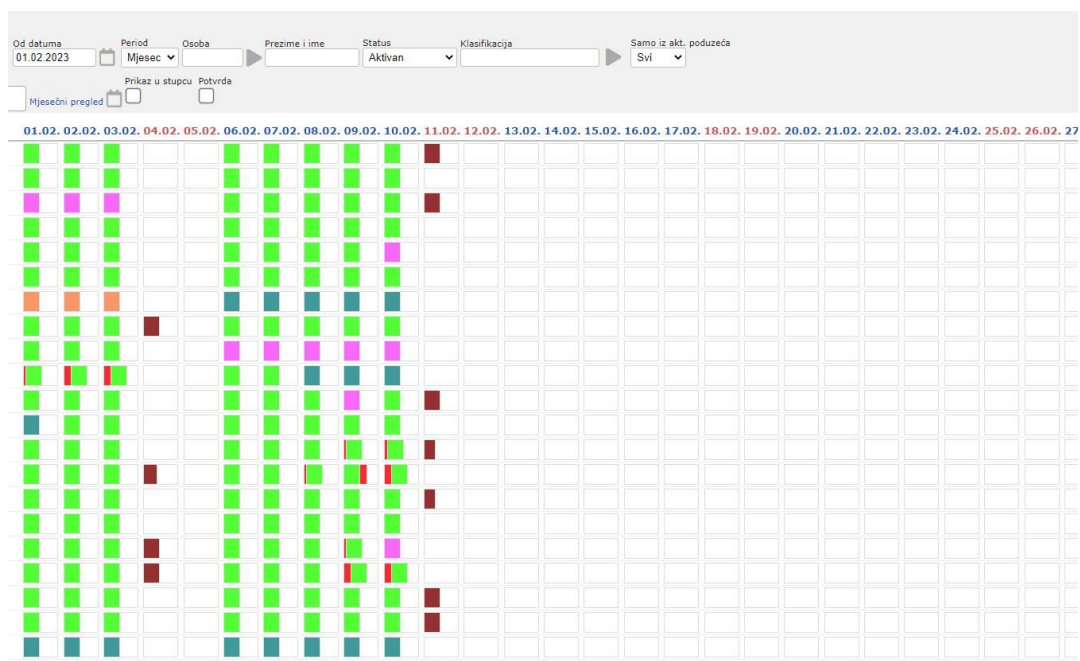 Od datuma Period Osoba Prezime i ime Status Klasifikacija Samo iz akt. poduzeća
01.02.2023 Mjesec Aktivan Svi
Prikaz u stupcu Potvrda
Mjesečni pregled
01.02. 02.02. 03.02. 04.02. 05.02. 06.02. 07.02. 08.02. 09.02. 10.02. 11.02. 12.02. 13.02. 14.02. 15.02. 16.02. 17.02. 18.02. 19.02. 20.02. 21.02. 22.02. 23.02. 24.02. 25.02. 26.02. 27